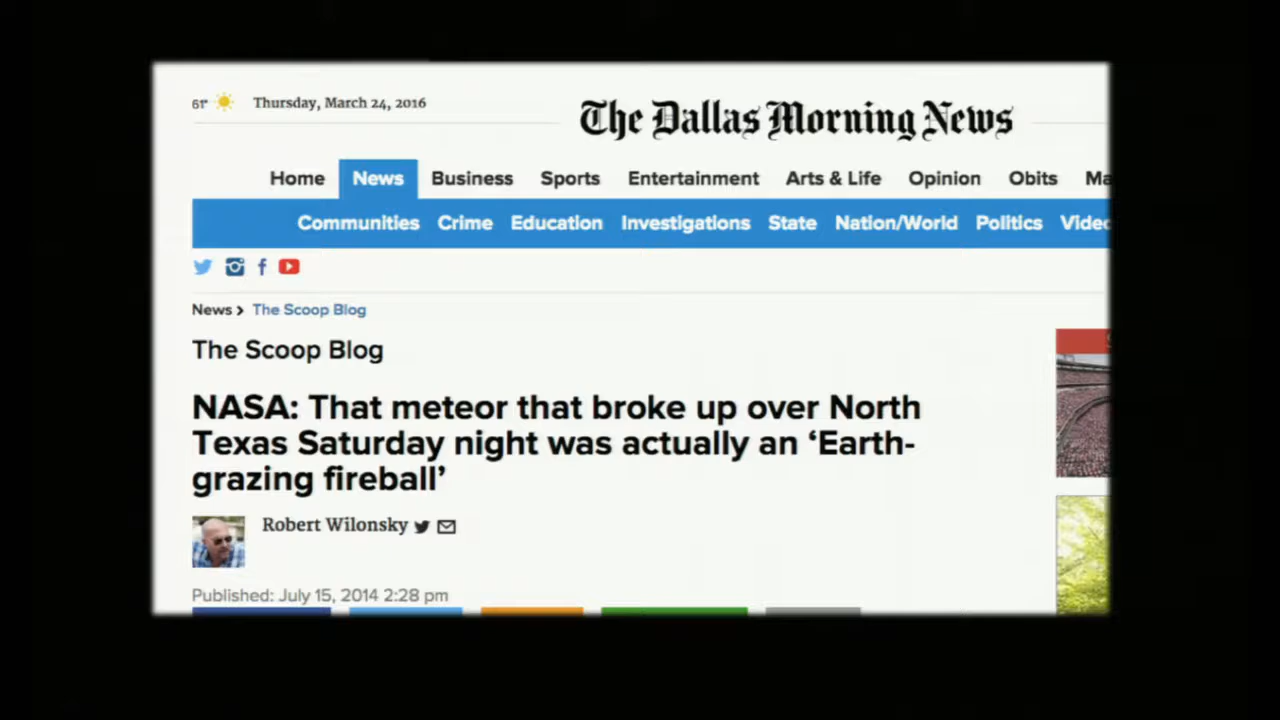 61° Thursday, March 24, 2016
The Dallas Morning News
Home News Business Sports Entertainment Arts & Life Opinion Obits
Communities Crime Education Investigations State Nation/World Politics Video
News > The Scoop Blog
The Scoop Blog
NASA: That meteor that broke up over North
Texas Saturday night was actually an ‘Earth-
grazing fireball’
Robert Wilonsky
Published: July 15, 2014 2:28 pm